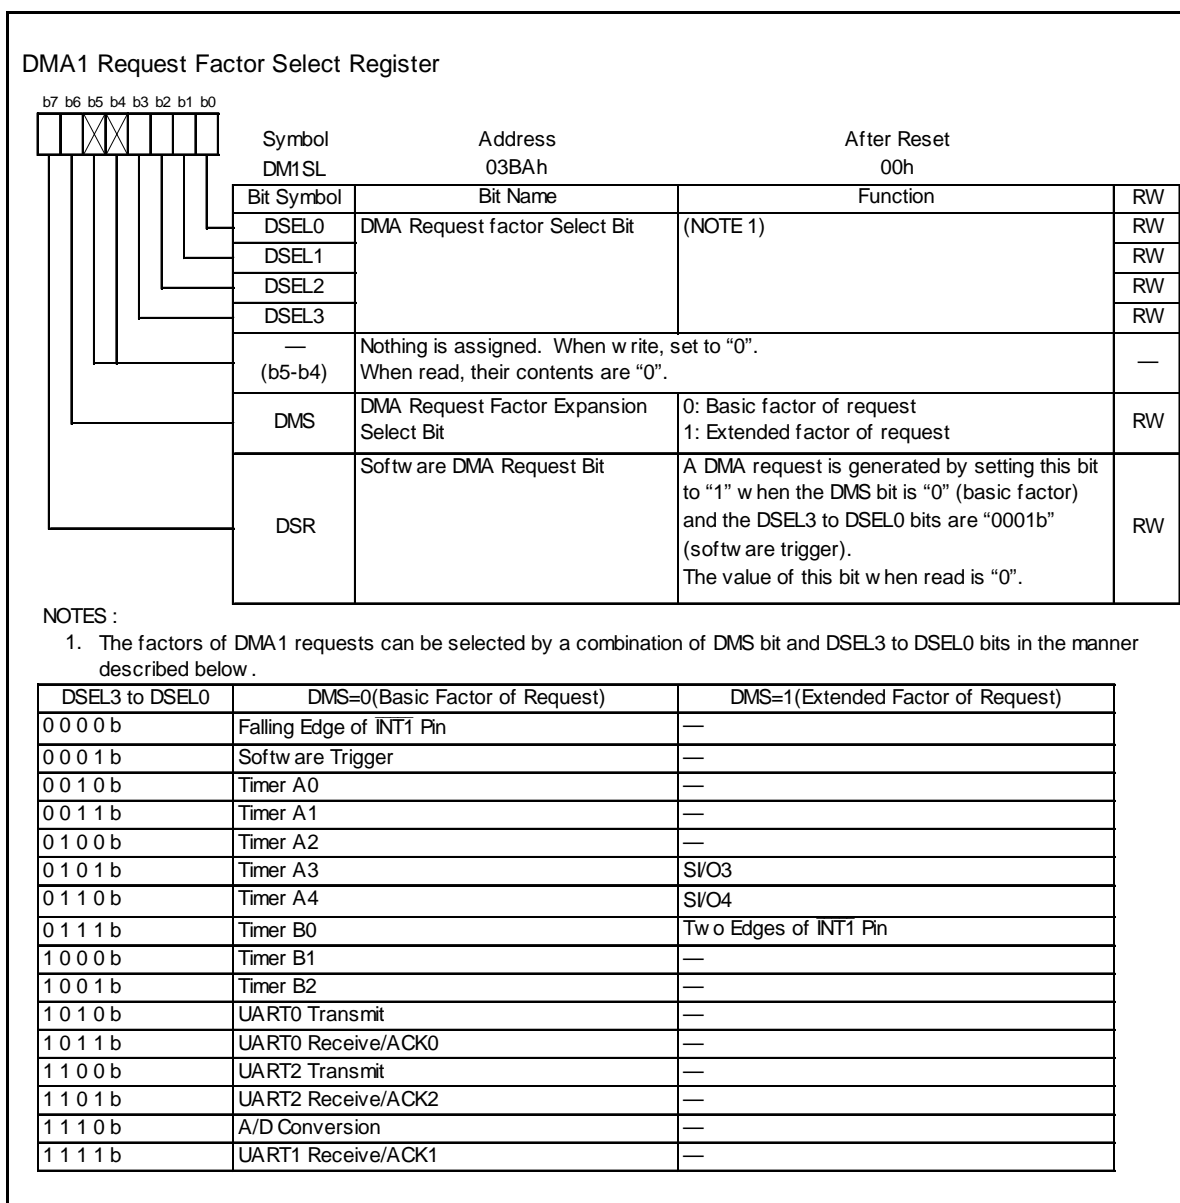 DMA1 Request Factor Select Register
b7 b6 b5 b4 b3 b2 b1 b0
Symbol Address After Reset
DM1SL 03BAh 00h
Bit Symbol Bit Name Function RW
DSEL0 DMA Request factor Select Bit (NOTE 1) RW
DSEL1 RW
DSEL2 RW
DSEL3 RW
— (b5-b4) Nothing is assigned. When write, set to “0”.
When read, their contents are “0”. —
DMS DMA Request Factor Expansion Select Bit 0: Basic factor of request
1: Extended factor of request RW
DSR Software DMA Request Bit A DMA request is generated by setting this bit
to “1” when the DMS bit is “0” (basic factor)
and the DSEL3 to DSEL0 bits are “0001b”
(software trigger).
The value of this bit when read is “0”. RW
NOTES :
1. The factors of DMA1 requests can be selected by a combination of DMS bit and DSEL3 to DSEL0 bits in the manner
described below.
DSEL3 to DSEL0 DMS=0(Basic Factor of Request) DMS=1(Extended Factor of Request)
0 0 0 0 b Falling Edge of I̅N̅T̅1̅ Pin —
0 0 0 1 b Software Trigger —
0 0 1 0 b Timer A0 —
0 0 1 1 b Timer A1 —
0 1 0 0 b Timer A2 —
0 1 0 1 b Timer A3 SI/O3
0 1 1 0 b Timer A4 SI/O4
0 1 1 1 b Timer B0 Two Edges of I̅N̅T̅1̅ Pin
1 0 0 0 b Timer B1 —
1 0 0 1 b Timer B2 —
1 0 1 0 b UART0 Transmit —
1 0 1 1 b UART0 Receive/ACK0 —
1 1 0 0 b UART2 Transmit —
1 1 0 1 b UART2 Receive/ACK2 —
1 1 1 0 b A/D Conversion —
1 1 1 1 b UART1 Receive/ACK1 —